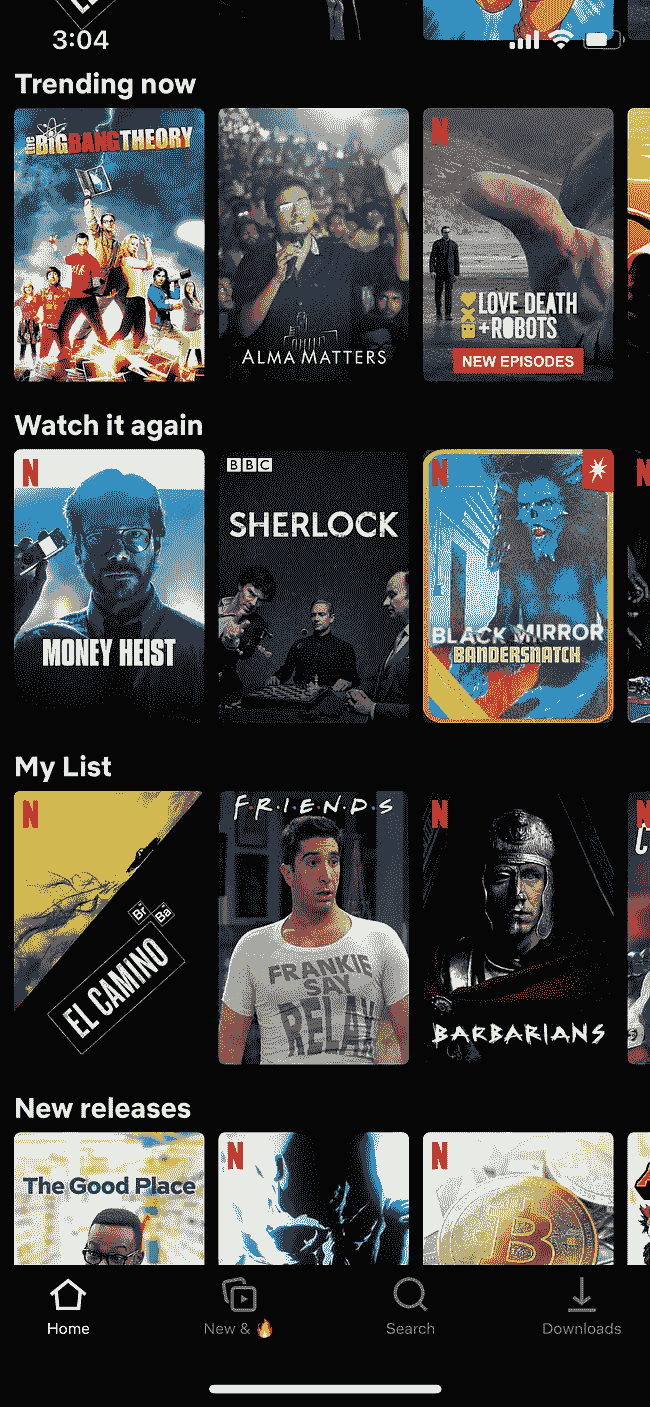 3:04
Trending now
the BIG BANG THEORY
ALMA MATTERS
N
LOVE DEATH
+ROBOTS
NEW EPISODES
Watch it again
N
MONEY HEIST
BBC
SHERLOCK
N
BLACK MIRROR
BANDERSNATCH
N
My List
N
Br
Ba
EL CAMINO
F·R·I·E·N·D·S
FRANKIE
SAY
RELAX
N
BARBARIANS
N
New releases
The Good Place
N
N
Home
New & 🔥
Search
Downloads